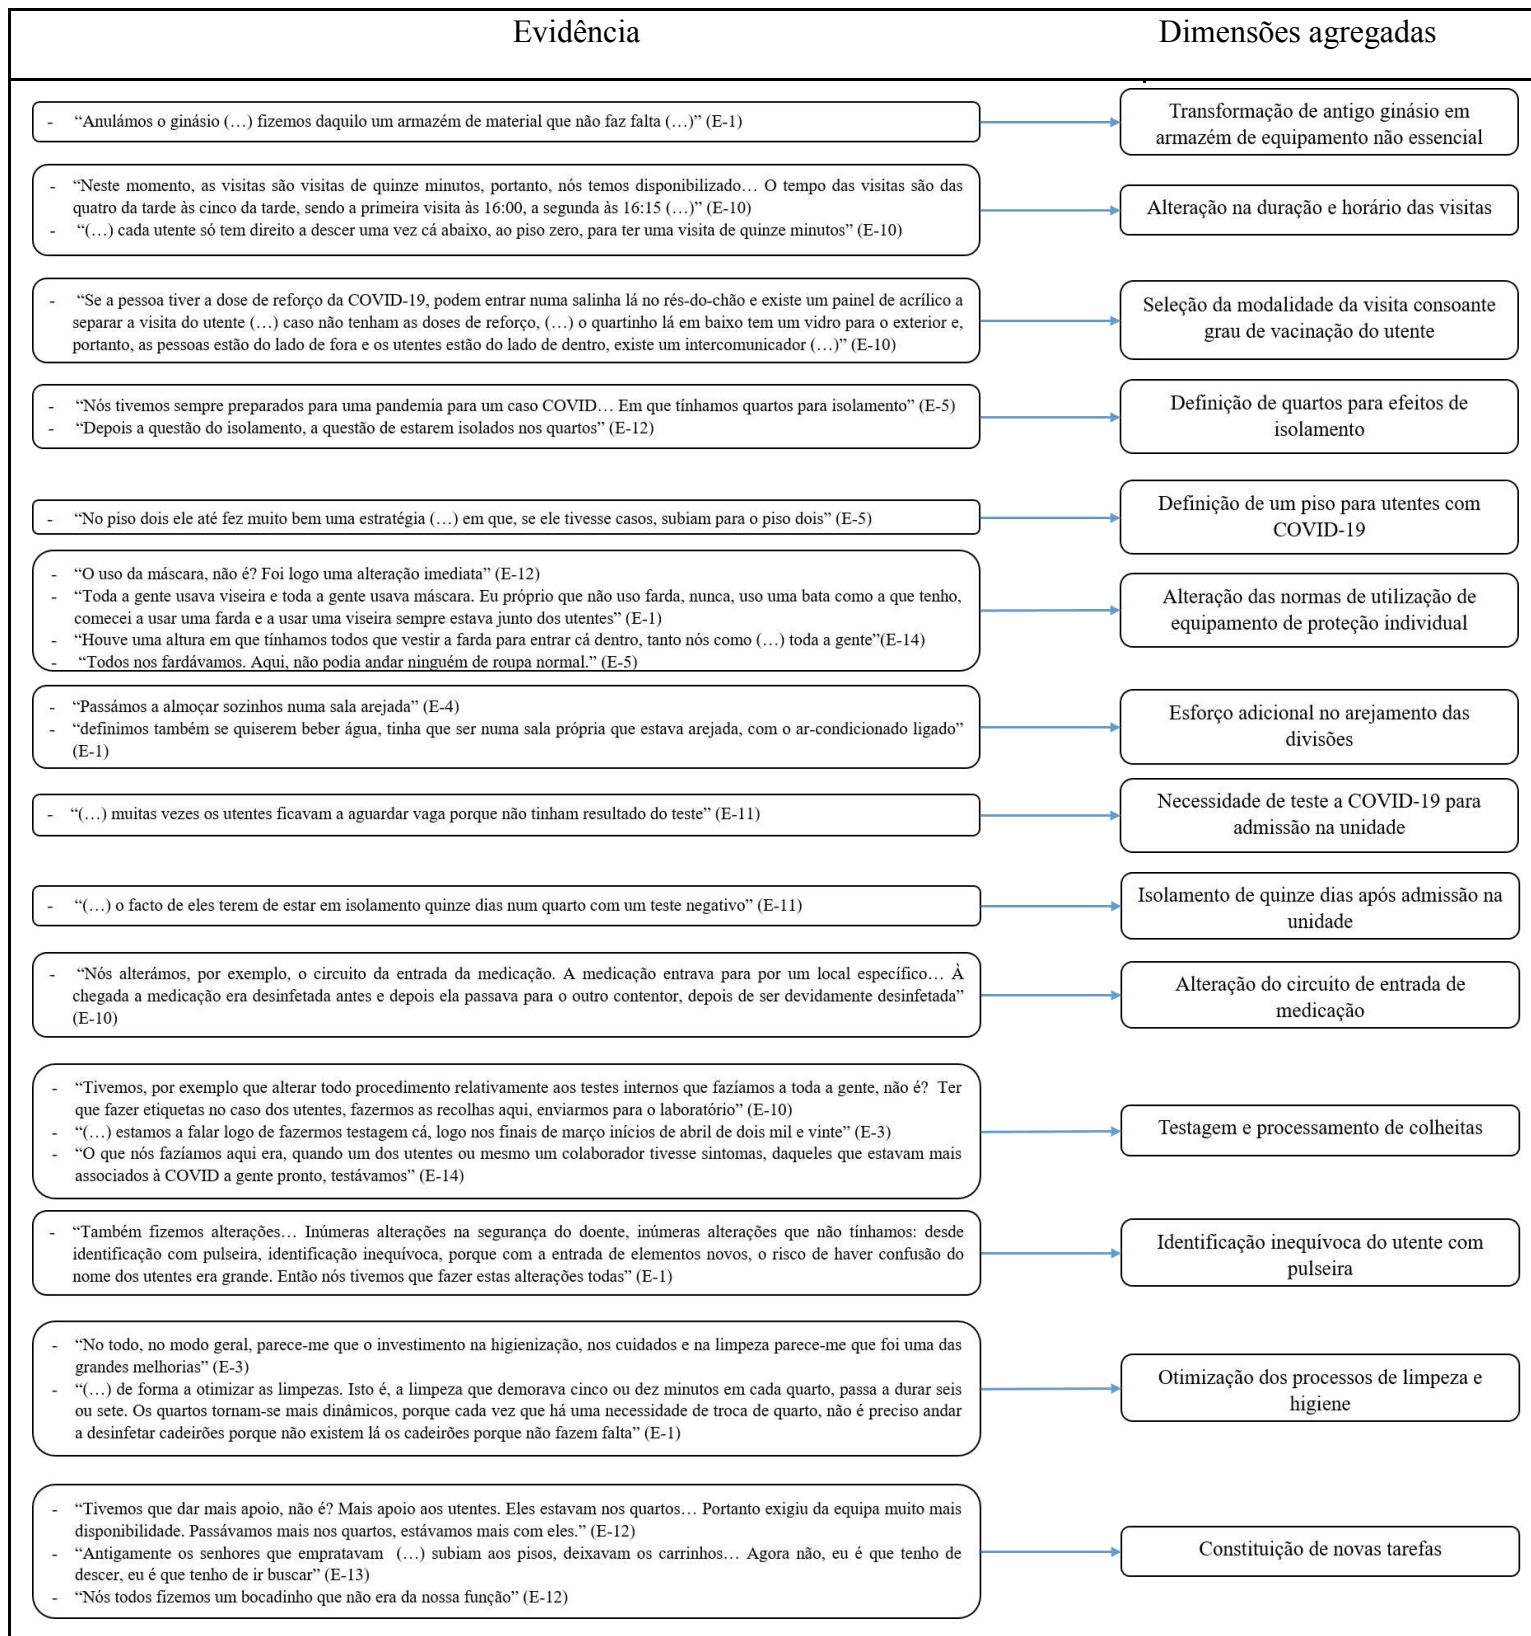 Evidência
Dimensões agregadas
- “Anulámos o ginásio (…) fizemos daquilo um armazém de material que não faz falta (…)” (E-1)
Transformação de antigo ginásio em
armazém de equipamento não essencial
- “Neste momento, as visitas são visitas de quinze minutos, portanto, nós temos disponibilizado… O tempo das visitas são das
quatro da tarde às cinco da tarde, sendo a primeira visita às 16:00, a segunda às 16:15 (…)” (E-10)
- “(…) cada utente só tem direito a descer uma vez cá abaixo, ao piso zero, para ter uma visita de quinze minutos” (E-10)
Alteração na duração e horário das visitas
- “Se a pessoa tiver a dose de reforço da COVID-19, podem entrar numa salinha lá no rés-do-chão e existe um painel de acrílico a
separar a visita do utente (…) caso não tenham as doses de reforço, (…) o quartinho lá em baixo tem um vidro para o exterior e,
portanto, as pessoas estão do lado de fora e os utentes estão do lado de dentro, existe um intercomunicador (…)” (E-10)
Seleção da modalidade da visita consoante
grau de vacinação do utente
- “Nós tivemos sempre preparados para uma pandemia para um caso COVID… Em que tínhamos quartos para isolamento” (E-5)
- “Depois a questão do isolamento, a questão de estarem isolados nos quartos” (E-12)
Definição de quartos para efeitos de
isolamento
- “No piso dois ele até fez muito bem uma estratégia (…) em que, se ele tivesse casos, subiam para o piso dois” (E-5)
Definição de um piso para utentes com
COVID-19
- “O uso da máscara, não é? Foi logo uma alteração imediata” (E-12)
- “Toda a gente usava viseira e toda a gente usava máscara. Eu próprio que não uso farda, nunca, uso uma bata como a que tenho,
comecei a usar uma farda e a usar uma viseira sempre estava junto dos utentes” (E-1)
- “Houve uma altura em que tínhamos todos que vestir a farda para entrar cá dentro, tanto nós como (…) toda a gente”(E-14)
- “Todos nos fardávamos. Aqui, não podia andar ninguém de roupa normal.” (E-5)
Alteração das normas de utilização de
equipamento de proteção individual
- “Passámos a almoçar sozinhos numa sala arejada” (E-4)
- “definimos também se quiserem beber água, tinha que ser numa sala própria que estava arejada, com o ar-condicionado ligado”
(E-1)
Esforço adicional no arejamento das
divisões
- “(…) muitas vezes os utentes ficavam a aguardar vaga porque não tinham resultado do teste” (E-11)
Necessidade de teste a COVID-19 para
admissão na unidade
- “(…) o facto de eles terem de estar em isolamento quinze dias num quarto com um teste negativo” (E-11)
Isolamento de quinze dias após admissão na
unidade
- “Nós alterámos, por exemplo, o circuito da entrada da medicação. A medicação entrava para por um local específico… À
chegada a medicação era desinfetada antes e depois ela passava para o outro contentor, depois de ser devidamente desinfetada”
(E-10)
Alteração do circuito de entrada de
medicação
- “Tivemos, por exemplo que alterar todo procedimento relativamente aos testes internos que fazíamos a toda a gente, não é? Ter
que fazer etiquetas no caso dos utentes, fazermos as recolhas aqui, enviarmos para o laboratório” (E-10)
- “(…) estamos a falar logo de fazermos testagem cá, logo nos finais de março inícios de abril de dois mil e vinte” (E-3)
- “O que nós fazíamos aqui era, quando um dos utentes ou mesmo um colaborador tivesse sintomas, daqueles que estavam mais
associados à COVID a gente pronto, testávamos” (E-14)
Testagem e processamento de colheitas
- “Também fizemos alterações… Inúmeras alterações na segurança do doente, inúmeras alterações que não tínhamos: desde
identificação com pulseira, identificação inequívoca, porque com a entrada de elementos novos, o risco de haver confusão do
nome dos utentes era grande. Então nós tivemos que fazer estas alterações todas” (E-1)
Identificação inequívoca do utente com
pulseira
- “No todo, no modo geral, parece-me que o investimento na higienização, nos cuidados e na limpeza parece-me que foi uma das
grandes melhorias” (E-3)
- “(…) de forma a otimizar as limpezas. Isto é, a limpeza que demorava cinco ou dez minutos em cada quarto, passa a durar seis
ou sete. Os quartos tornam-se mais dinâmicos, porque cada vez que há uma necessidade de troca de quarto, não é preciso andar
a desinfetar cadeirões porque não existem lá os cadeirões porque não fazem falta” (E-1)
Otimização dos processos de limpeza e
higiene
- “Tivemos que dar mais apoio, não é? Mais apoio aos utentes. Eles estavam nos quartos… Portanto exigiu da equipa muito mais
disponibilidade. Passávamos mais nos quartos, estávamos mais com eles.” (E-12)
- “Antigamente os senhores que empratavam (…) subiam aos pisos, deixavam os carrinhos… Agora não, eu é que tenho de
descer, eu é que tenho de ir buscar” (E-13)
- “Nós todos fizemos um bocadinho que não era da nossa função” (E-12)
Constituição de novas tarefas